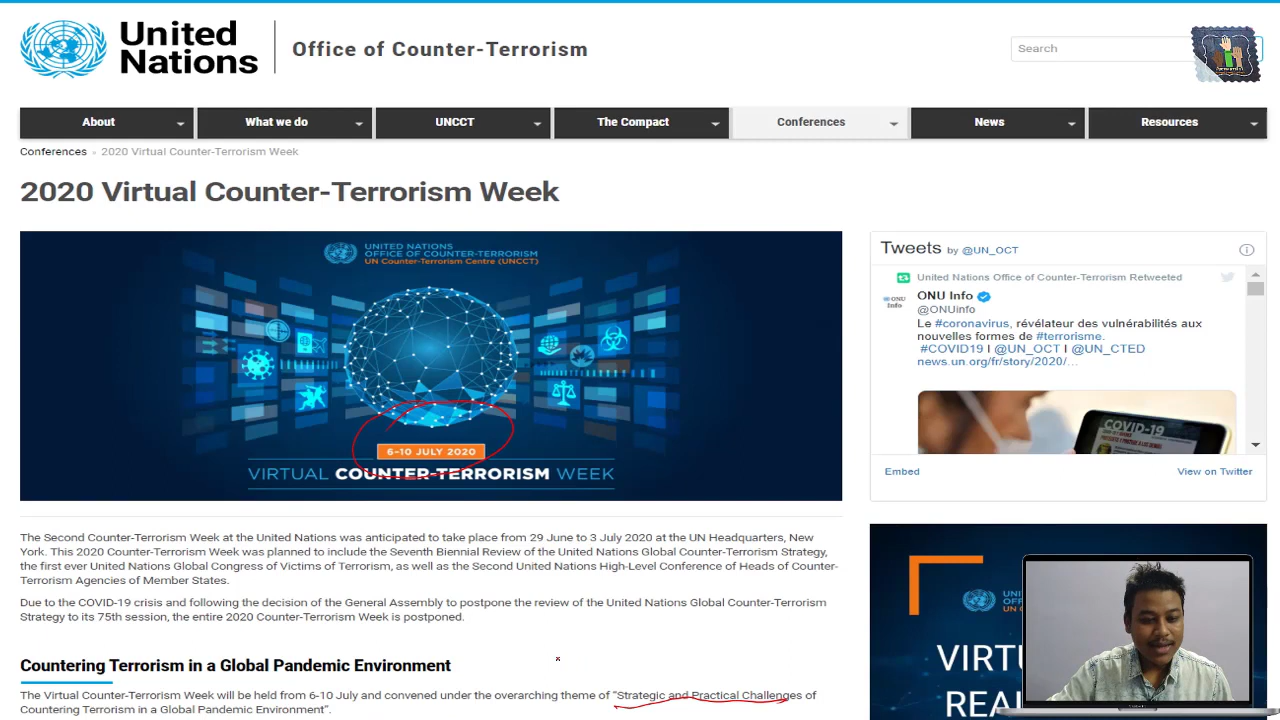 United
Nations
Office of Counter-Terrorism
Search
About
What we do
UNCCT
The Compact
Conferences
News
Resources
Conferences » 2020 Virtual Counter-Terrorism Week
2020 Virtual Counter-Terrorism Week
UNITED NATIONS
OFFICE OF COUNTER-TERRORISM
UN Counter-Terrorism Centre (UNCCT)
6-10 JULY 2020
VIRTUAL COUNTER-TERRORISM WEEK
Tweets by @UN_OCT
United Nations Office of Counter-Terrorism Retweeted
ONU Info
@ONUinfo
Le #coronavirus, révélateur des vulnérabilités aux
nouvelles formes de #terrorisme.
#COVID19 I @UN_OCT I @UN_CTED
news.un.org/fr/story/2020/…
COVID-19
Embed
View on Twitter
The Second Counter-Terrorism Week at the United Nations was anticipated to take place from 29 June to 3 July 2020 at the UN Headquarters, New
York. This 2020 Counter-Terrorism Week was planned to include the Seventh Biennial Review of the United Nations Global Counter-Terrorism Strategy,
the first ever United Nations Global Congress of Victims of Terrorism, as well as the Second United Nations High-Level Conference of Heads of Counter-
Terrorism Agencies of Member States.
Due to the COVID-19 crisis and following the decision of the General Assembly to postpone the review of the United Nations Global Counter-Terrorism
Strategy to its 75th session, the entire 2020 Counter-Terrorism Week is postponed.
Countering Terrorism in a Global Pandemic Environment
The Virtual Counter-Terrorism Week will be held from 6-10 July and convened under the overarching theme of “Strategic and Practical Challenges of
Countering Terrorism in a Global Pandemic Environment”.